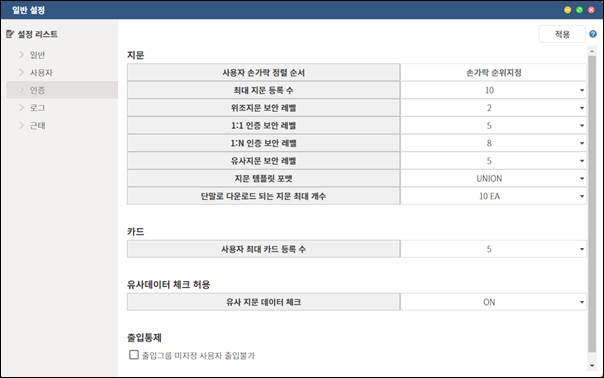 일반 설정
설정 리스트
적용
일반
사용자
인증
로그
근태
지문
사용자 손가락 정렬 순서 손가락 순위지정
최대 지문 등록 수 10
위조지문 보안 레벨 2
1:1 인증 보안 레벨 5
1:N 인증 보안 레벨 8
유사지문 보안 레벨 5
지문 템플릿 포맷 UNION
단말로 다운로드 되는 지문 최대 개수 10 EA
카드
사용자 최대 카드 등록 수 5
유사데이터 체크 허용
유사 지문 데이터 체크 ON
출입통제
출입그룹 미지정 사용자 출입불가